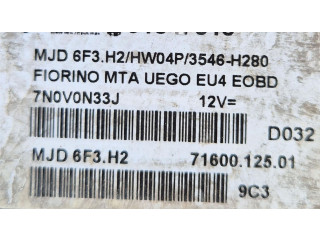 MJD 6F3.H2/HW04P/3546-H280
FIORINO MTA UEGO EU4 EOBD
7N0V0N33J 12V=
D032
MJD 6F3.H2 71600.125.01
9C3